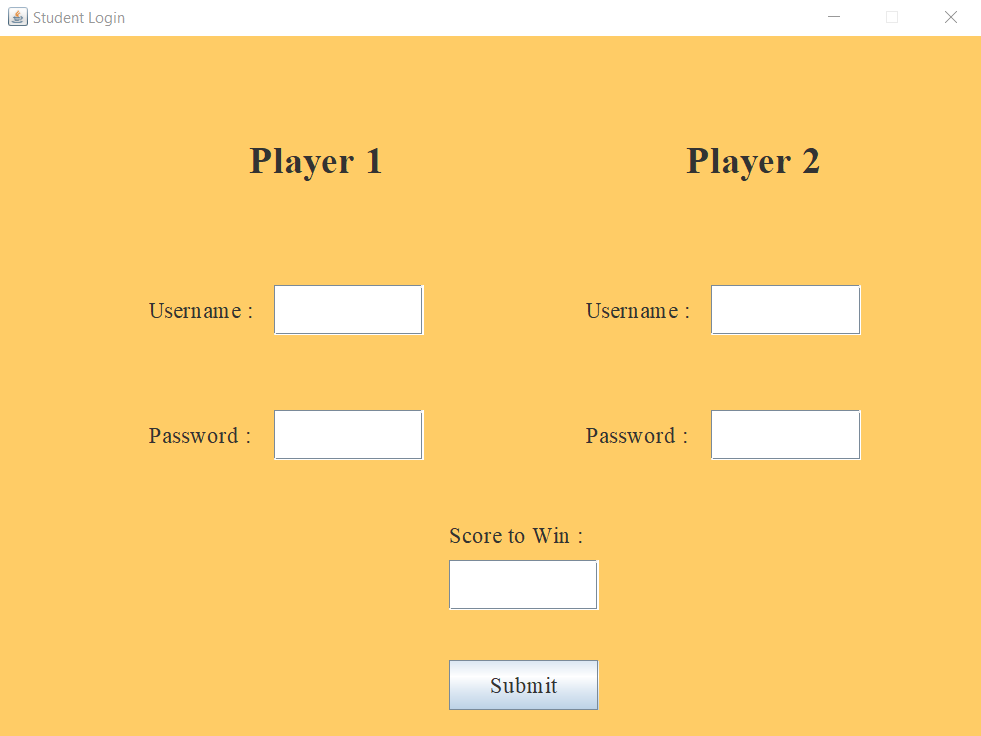 Student Login
Player 1
Player 2
Username :
Username :
Password :
Password :
Score to Win :
Submit